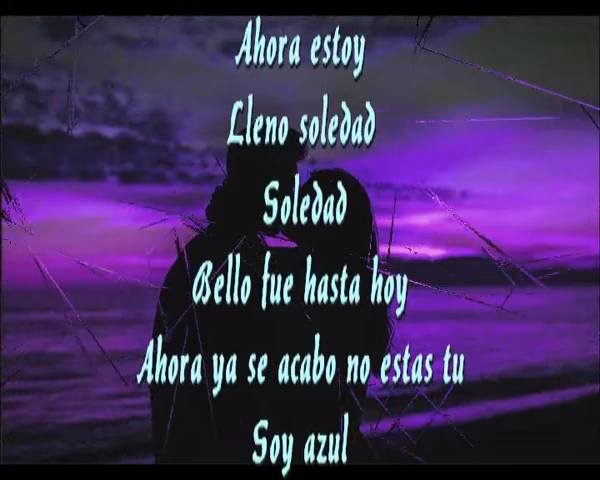 Ahora estoy
Lleno soledad
Soledad
Bello fue hasta hoy
Ahora ya se acabo no estas tu
Soy azul